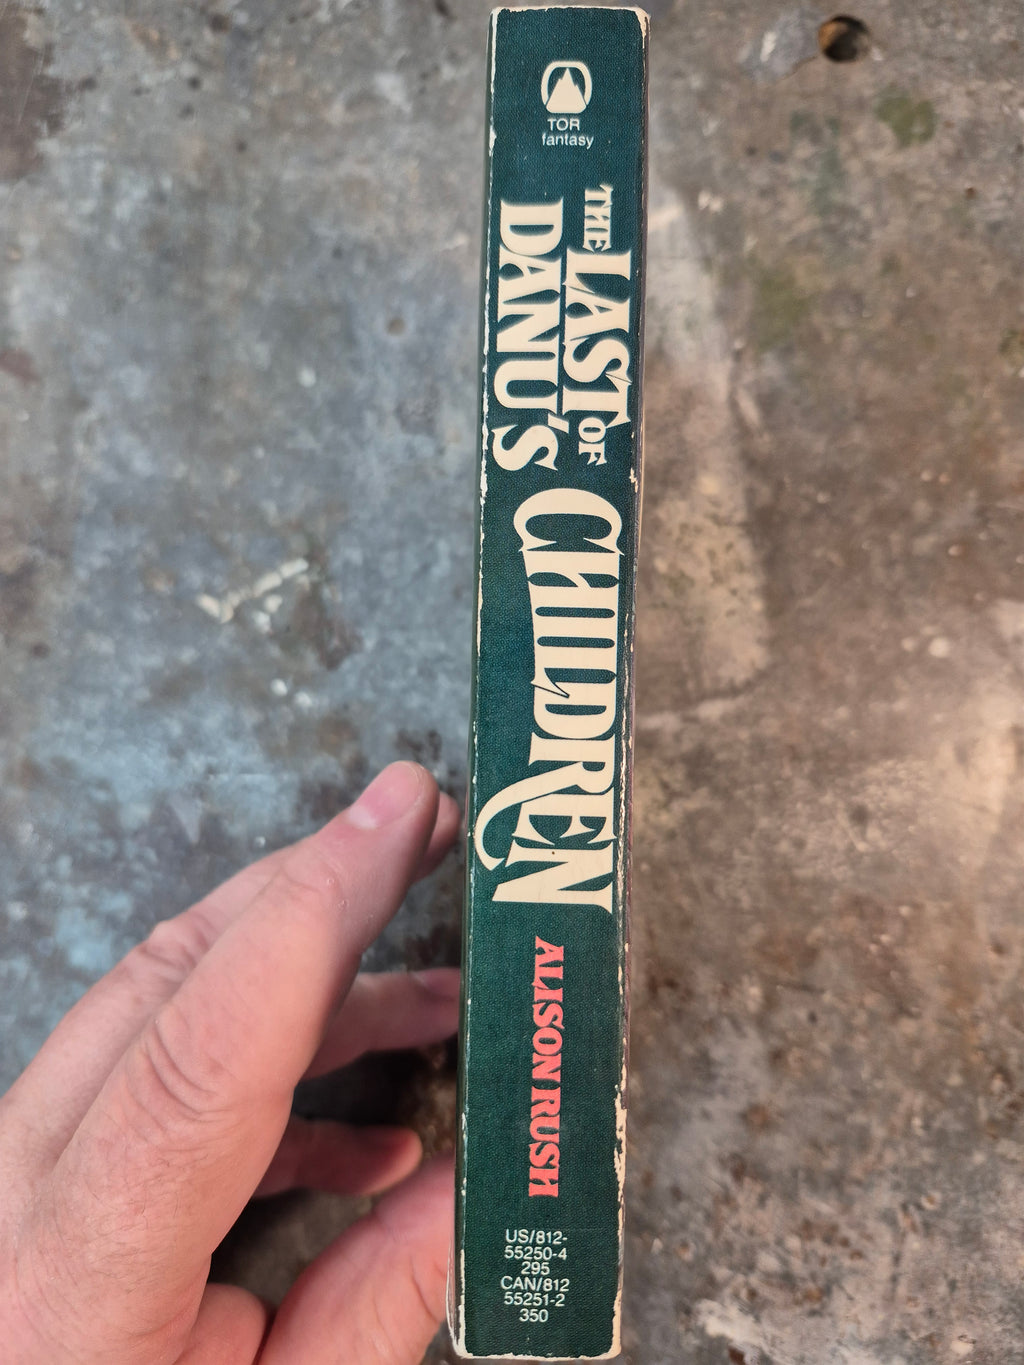 TOR
fantasy
THE LAST OF
DANU'S
CHILDREN
ALISON RUSH
US/812-
55250-4
295
CAN/812
55251-2
350